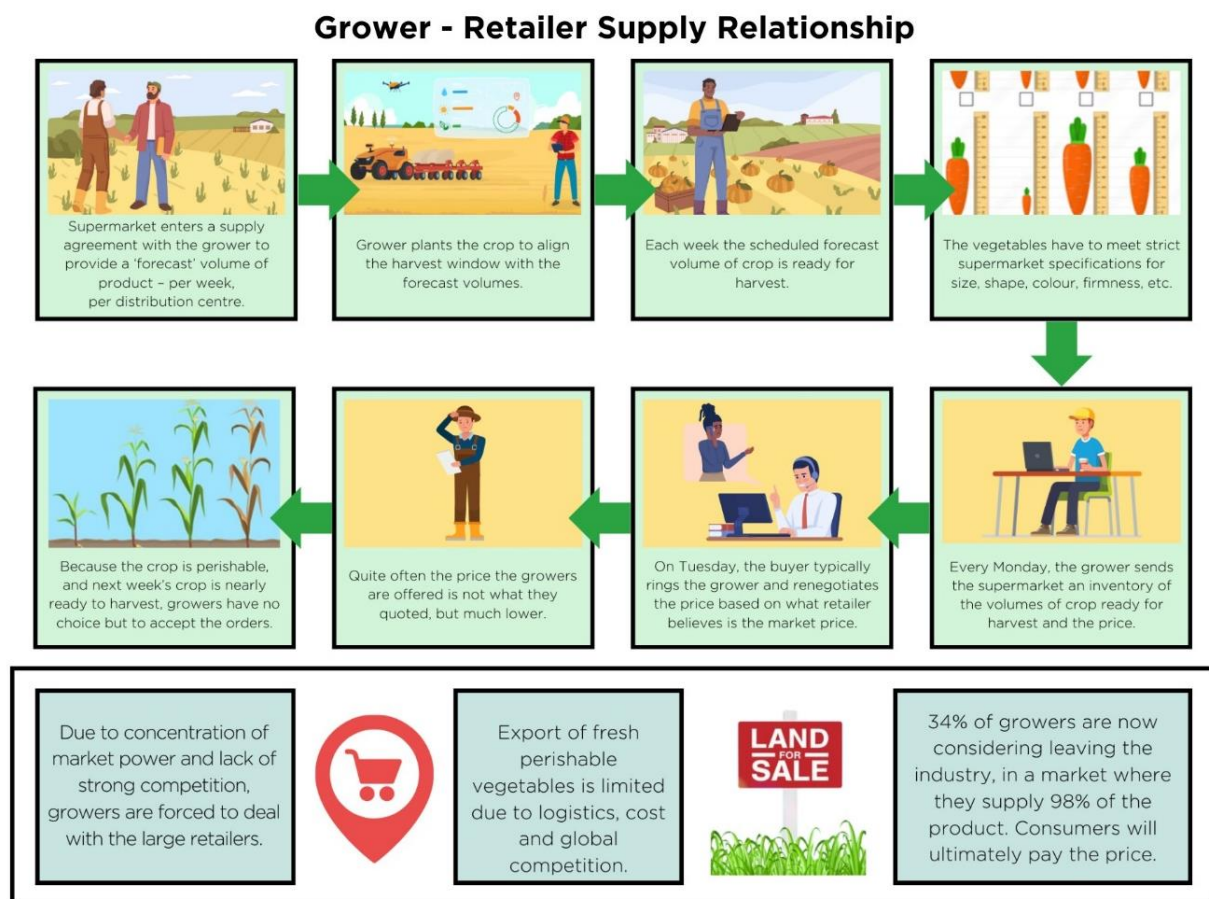 Grower - Retailer Supply Relationship
Supermarket enters a supply
agreement with the grower to
provide a ‘forecast’ volume of
product – per week,
per distribution centre.
Grower plants the crop to align
the harvest window with the
forecast volumes.
Each week the scheduled forecast
volume of crop is ready for
harvest.
The vegetables have to meet strict
supermarket specifications for
size, shape, colour, firmness, etc.
Every Monday, the grower sends
the supermarket an inventory of
the volumes of crop ready for
harvest and the price.
On Tuesday, the buyer typically
rings the grower and renegotiates
the price based on what retailer
believes is the market price.
Quite often the price the growers
are offered is not what they
quoted, but much lower.
Because the crop is perishable,
and next week’s crop is nearly
ready to harvest, growers have no
choice but to accept the orders.
Due to concentration of
market power and lack of
strong competition,
growers are forced to deal
with the large retailers.
Export of fresh
perishable
vegetables is limited
due to logistics, cost
and global
competition.
LAND
FOR
SALE
34% of growers are now
considering leaving the
industry, in a market where
they supply 98% of the
product. Consumers will
ultimately pay the price.